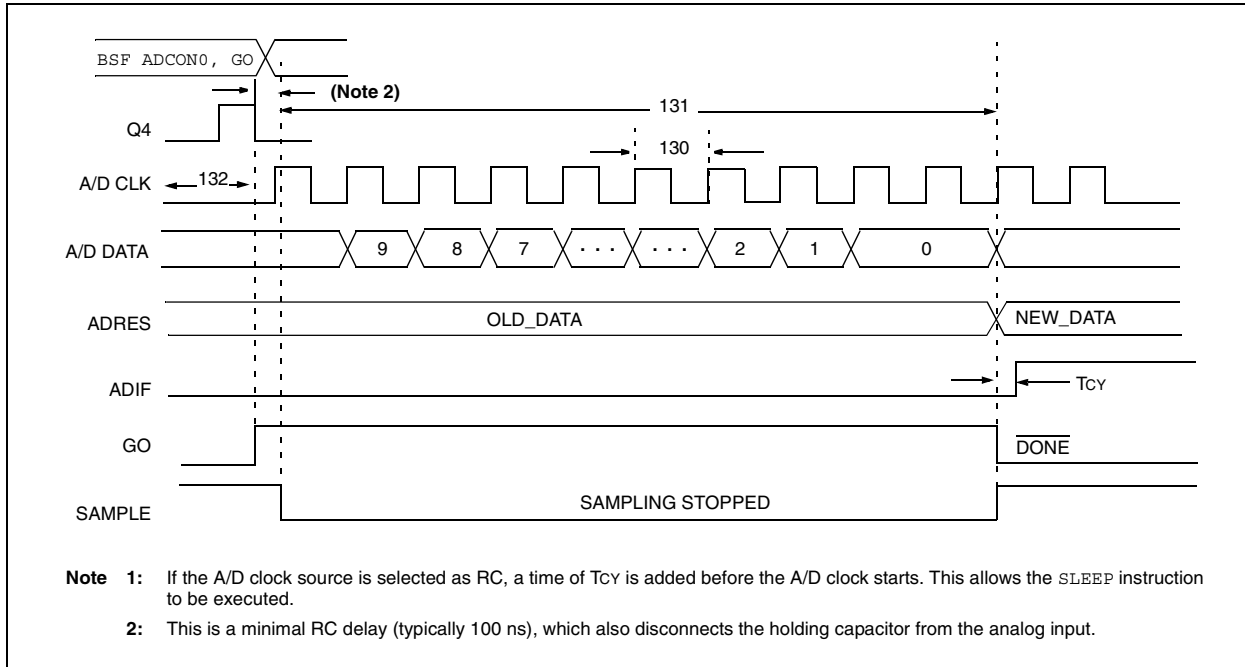 BSF ADCON0, GO
(Note 2)
131
Q4
130
A/D CLK
132
A/D DATA
9 8 7 · · · · · · 2 1 0
ADRES
OLD_DATA
NEW_DATA
ADIF
TCY
GO
DONE
SAMPLE
SAMPLING STOPPED
Note 1: If the A/D clock source is selected as RC, a time of TCY is added before the A/D clock starts. This allows the SLEEP instruction
to be executed.
2: This is a minimal RC delay (typically 100 ns), which also disconnects the holding capacitor from the analog input.